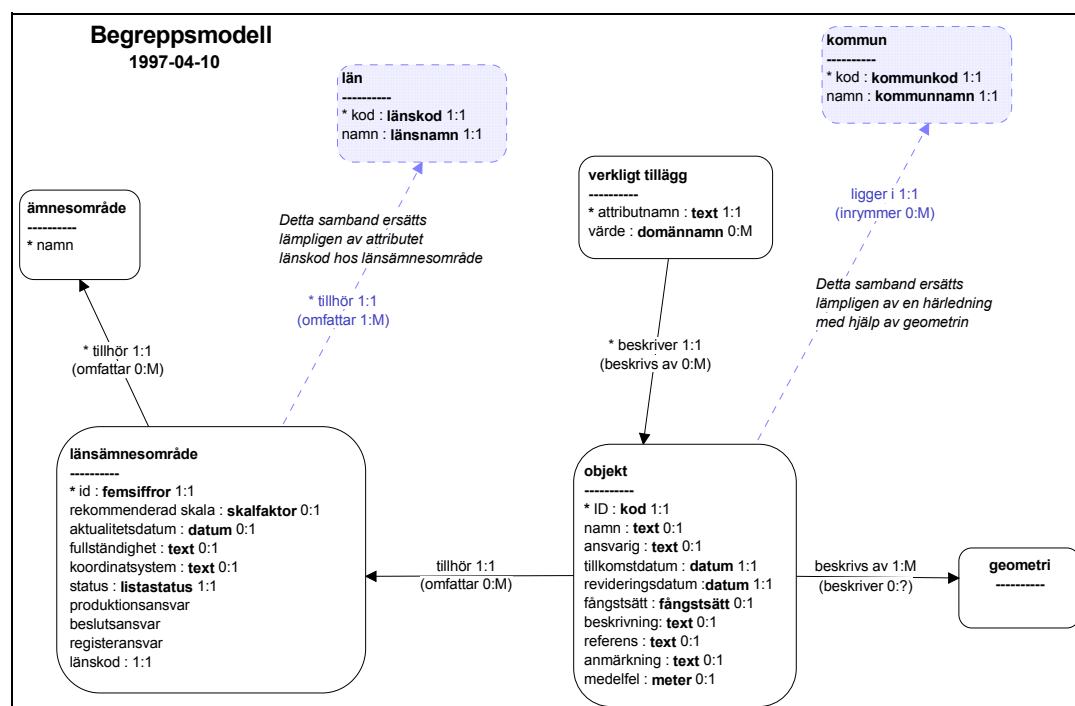 Begreppsmodell
1997-04-10
län
----------
* kod : länskod 1:1
namn : länsnamn 1:1
kommun
----------
* kod : kommunkod 1:1
namn : kommunnamn 1:1
ämnesområde
----------
* namn
Detta samband ersätts
lämpligen av attributet
länskod hos länsämnesområde
verkligt tillägg
----------
* attributnamn : text 1:1
värde : domännamn 0:M
ligger i 1:1
(inrymmer 0:M)
Detta samband ersätts
lämpligen av en härledning
med hjälp av geometrin
* tillhör 1:1
(omfattar 1:M)
* tillhör 1:1
(omfattar 0:M)
* beskriver 1:1
(beskrivs av 0:M)
länsämnesområde
----------
* id : femsiffror 1:1
rekommenderad skala : skalfaktor 0:1
aktualitetsdatum : datum 0:1
fullständighet : text 0:1
koordinatsystem : text 0:1
status : listastatus 1:1
produktionsansvar
beslutsansvar
registeransvar
länskod : 1:1
tillhör 1:1
(omfattar 0:M)
objekt
----------
* ID : kod 1:1
namn : text 0:1
ansvarig : text 0:1
tillkomstdatum : datum 1:1
revideringsdatum :datum 1:1
fångstsätt : fångstsätt 0:1
beskrivning: text 0:1
referens : text 0:1
anmärkning : text 0:1
medelfel : meter 0:1
beskrivs av 1:M
(beskriver 0:?)
geometri
----------